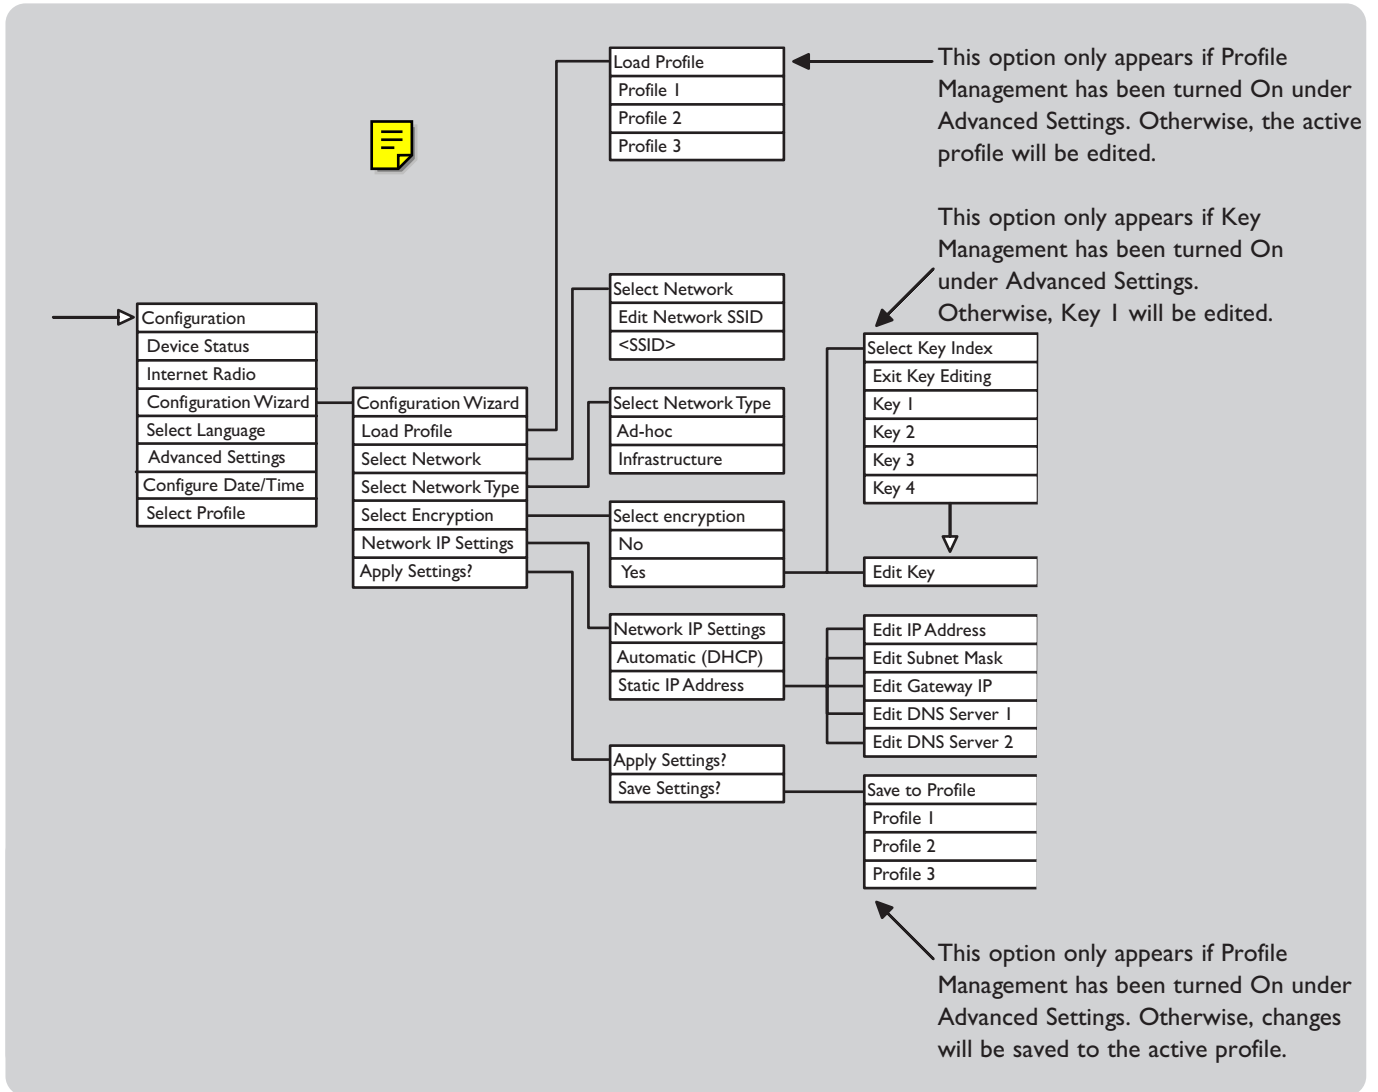 Load Profile
Profile 1
Profile 2
Profile 3
This option only appears if Profile
Management has been turned On under
Advanced Settings. Otherwise, the active
profile will be edited.
This option only appears if Key
Management has been turned On
under Advanced Settings.
Otherwise, Key 1 will be edited.
Configuration
Device Status
Internet Radio
Configuration Wizard
Select Language
Advanced Settings
Configure Date/Time
Select Profile
Configuration Wizard
Load Profile
Select Network
Select Network Type
Select Encryption
Network IP Settings
Apply Settings?
Select Network
Edit Network SSID
<SSID>
Select Network Type
Ad-hoc
Infrastructure
Select encryption
No
Yes
Select Key Index
Exit Key Editing
Key 1
Key 2
Key 3
Key 4
Edit Key
Network IP Settings
Automatic (DHCP)
Static IP Address
Edit IP Address
Edit Subnet Mask
Edit Gateway IP
Edit DNS Server 1
Edit DNS Server 2
Apply Settings?
Save Settings?
Save to Profile
Profile 1
Profile 2
Profile 3
This option only appears if Profile
Management has been turned On under
Advanced Settings. Otherwise, changes
will be saved to the active profile.